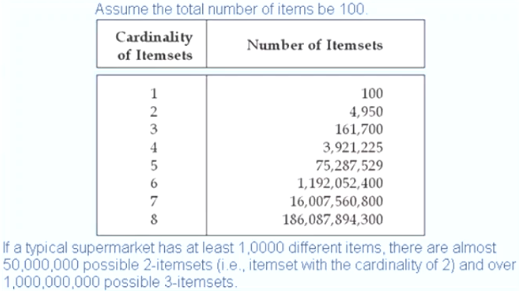 Assume the total number of items be 100.
Cardinality of Itemsets Number of Itemsets
1 100
2 4,950
3 161,700
4 3,921,225
5 75,287,529
6 1,192,052,400
7 16,007,560,800
8 186,087,894,300
If a typical supermarket has at least 1,0000 different items, there are almost
50,000,000 possible 2-itemsets (i.e., itemset with the cardinality of 2) and over
1,000,000,000 possible 3-itemsets.